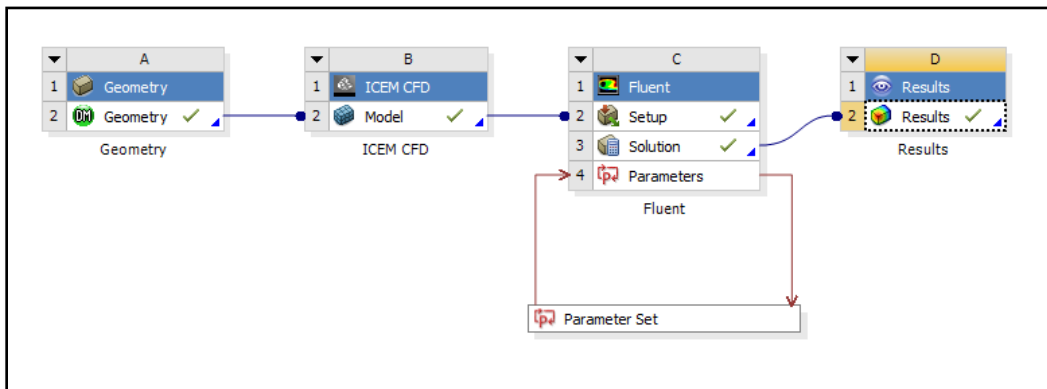 A
1 Geometry
2 DM Geometry
Geometry
B
1 ICEM CFD
2 Model
ICEM CFD
C
1 Fluent
2 Setup
3 Solution
4 Parameters
Fluent
D
1 Results
2 Results
Results
Parameter Set